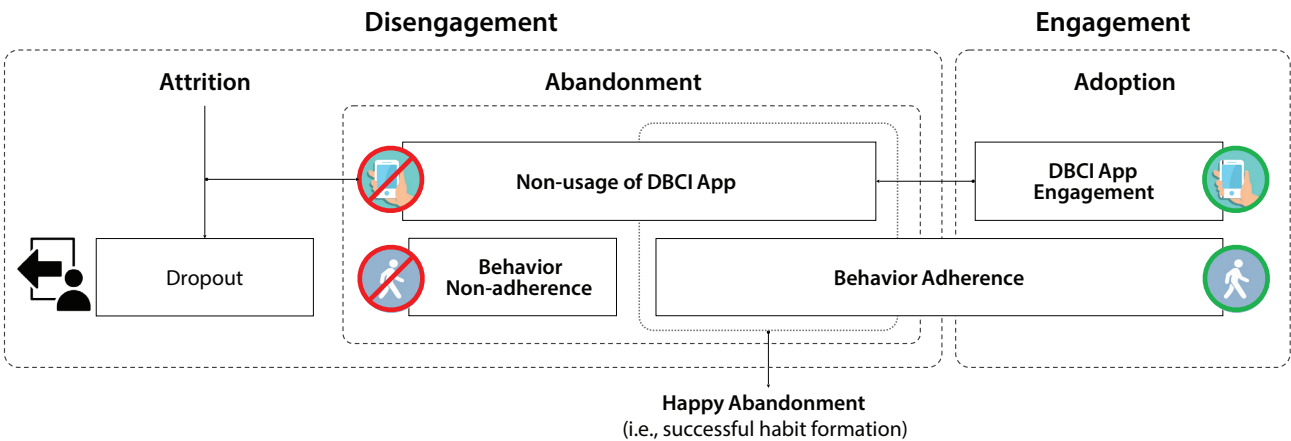 Disengagement
Engagement
Attrition
Abandonment
Adoption
Non-usage of DBCI App
DBCI App
Engagement
Dropout
Behavior
Non-adherence
Behavior Adherence
Happy Abandonment
(i.e., successful habit formation)